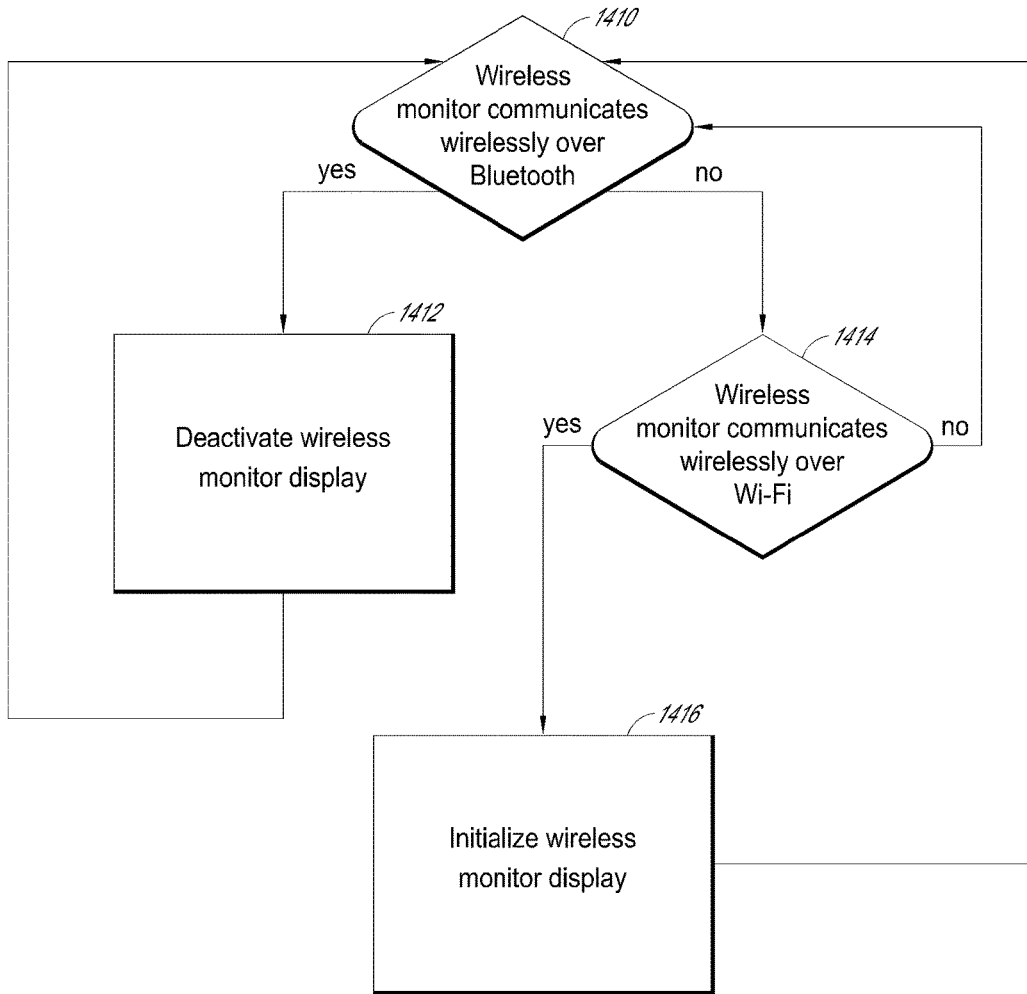 1410
Wireless
monitor communicates
wirelessly over
Bluetooth
yes
no
1412
Deactivate wireless
monitor display
1414
Wireless
monitor communicates
wirelessly over
Wi-Fi
yes
no
1416
Initialize wireless
monitor display